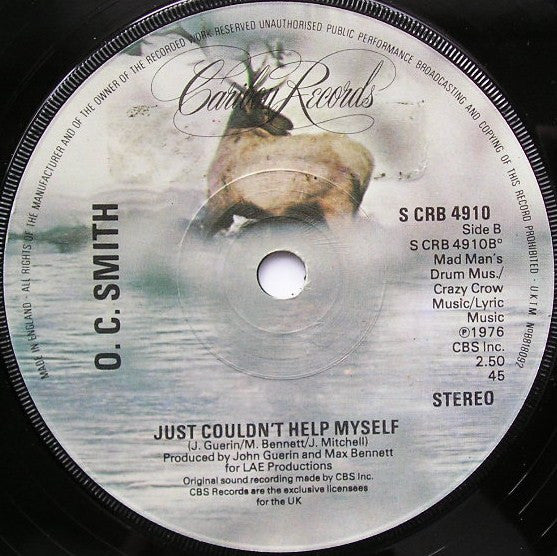 ALL RIGHTS OF THE MANUFACTURER AND OF THE OWNER OF THE RECORDED WORK RESERVED UNAUTHORISED PUBLIC PERFORMANCE BROADCASTING AND COPYING OF THIS RECORD PROHIBITED - U.K I M NoBB18092
MADE IN ENGLAND -
Caribou Records
O. C. SMITH
S CRB 4910
Side B
S CRB 4910B°
Mad Man's
Drum Mus./
Crazy Crow
Music/Lyric
Music
℗1976
CBS Inc.
2.50
45
STEREO
JUST COULDN'T HELP MYSELF
(J. Guerin/M. Bennett/J. Mitchell)
Produced by John Guerin and Max Bennett
for LAE Productions
Original sound recording made by CBS Inc.
CBS Records are the exclusive licensees
for the UK